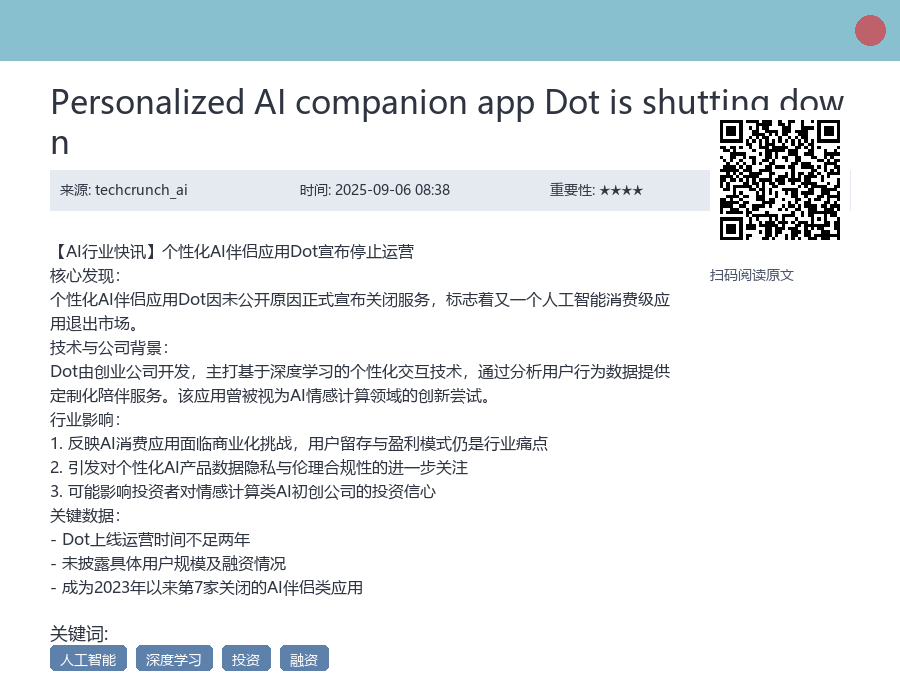 Personalized AI companion app Dot is shutting dow
n
来源: techcrunch_ai 时间: 2025-09-06 08:38 重要性: ★★★★
扫码阅读原文
【AI行业快讯】个性化AI伴侣应用Dot宣布停止运营
核心发现：
个性化AI伴侣应用Dot因未公开原因正式宣布关闭服务，标志着又一个人工智能消费级应
用退出市场。
技术与公司背景：
Dot由创业公司开发，主打基于深度学习的个性化交互技术，通过分析用户行为数据提供
定制化陪伴服务。该应用曾被视为AI情感计算领域的创新尝试。
行业影响：
1. 反映AI消费应用面临商业化挑战，用户留存与盈利模式仍是行业痛点
2. 引发对个性化AI产品数据隐私与伦理合规性的进一步关注
3. 可能影响投资者对情感计算类AI初创公司的投资信心
关键数据：
- Dot上线运营时间不足两年
- 未披露具体用户规模及融资情况
- 成为2023年以来第7家关闭的AI伴侣类应用
关键词:
人工智能 深度学习 投资 融资